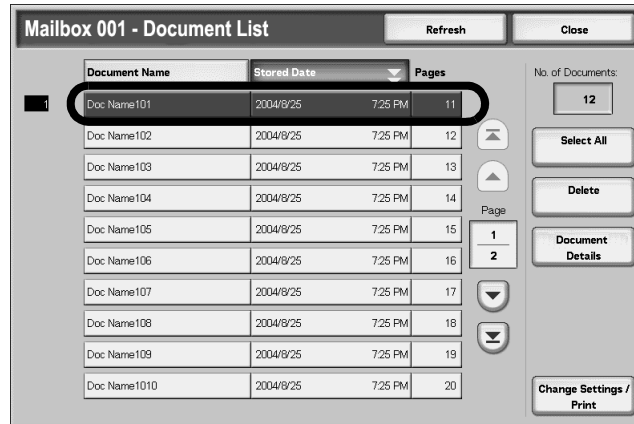 Mailbox 001 - Document List Refresh Close
Document Name Stored Date Pages No. of Documents:
1 Doc Name101 2004/8/25 7:25 PM 11 12
Doc Name102 2004/8/25 7:25 PM 12 Select All
Doc Name103 2004/8/25 7:25 PM 13
Doc Name104 2004/8/25 7:25 PM 14 Delete
Page
Doc Name105 2004/8/25 7:25 PM 15 1 Document
Doc Name106 2004/8/25 7:25 PM 16 2 Details
Doc Name107 2004/8/25 7:25 PM 17
Doc Name108 2004/8/25 7:25 PM 18
Doc Name109 2004/8/25 7:25 PM 19
Doc Name1010 2004/8/25 7:25 PM 20 Change Settings /
Print